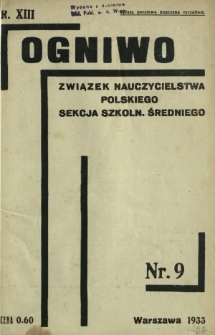 R. XIII
OGNIWO
ZWIĄZEK NAUCZYCIELSTWA
POLSKIEGO
SEKCJA SZKOLN. ŚREDNIEGO
Nr. 9
CENA 0.60
Warszawa 1933